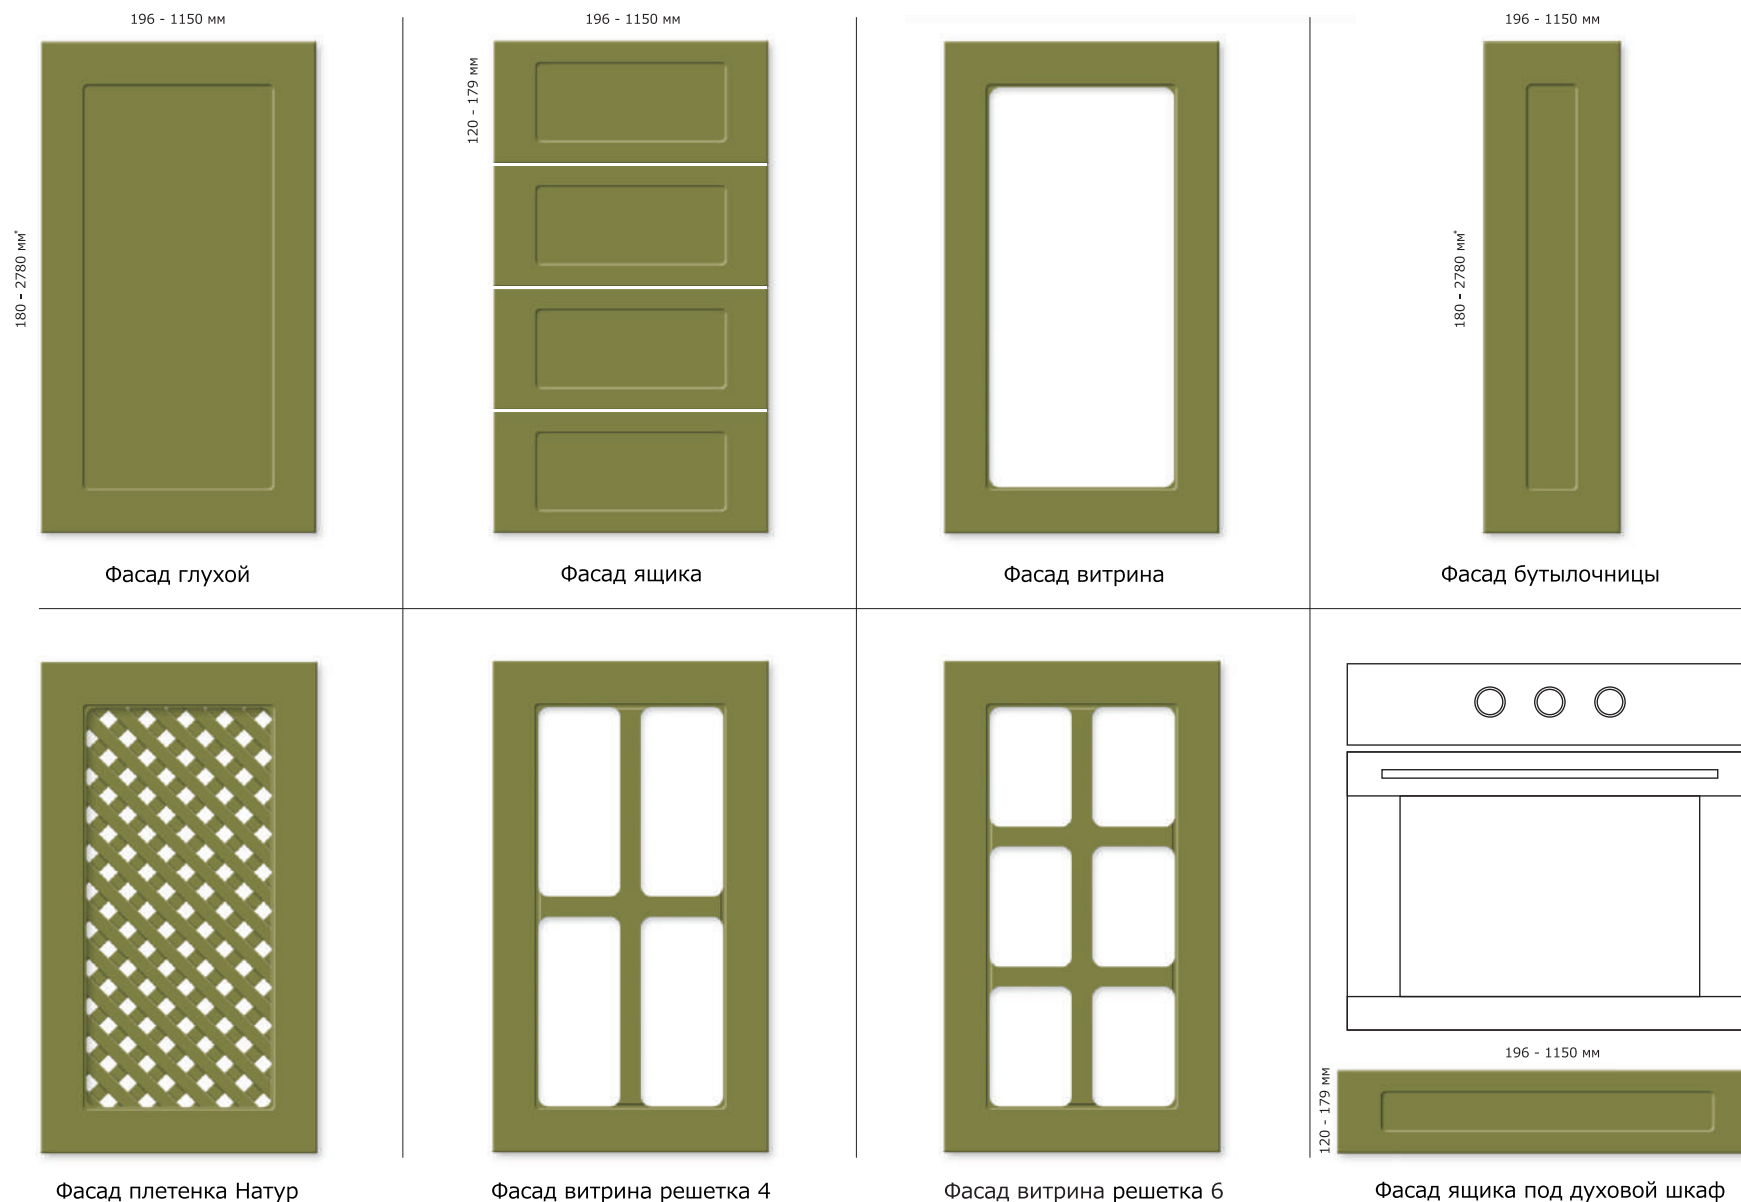 196 - 1150 мм
196 - 1150 мм
196 - 1150 мм
120 - 179 мм
180 - 2780 мм*
180 - 2780 мм*
Фасад глухой
Фасад ящика
Фасад витрина
Фасад бутылочницы
196 - 1150 мм
120 - 179 мм
Фасад плетенка Натур
Фасад витрина решетка 4
Фасад витрина решетка 6
Фасад ящика под духовой шкаф